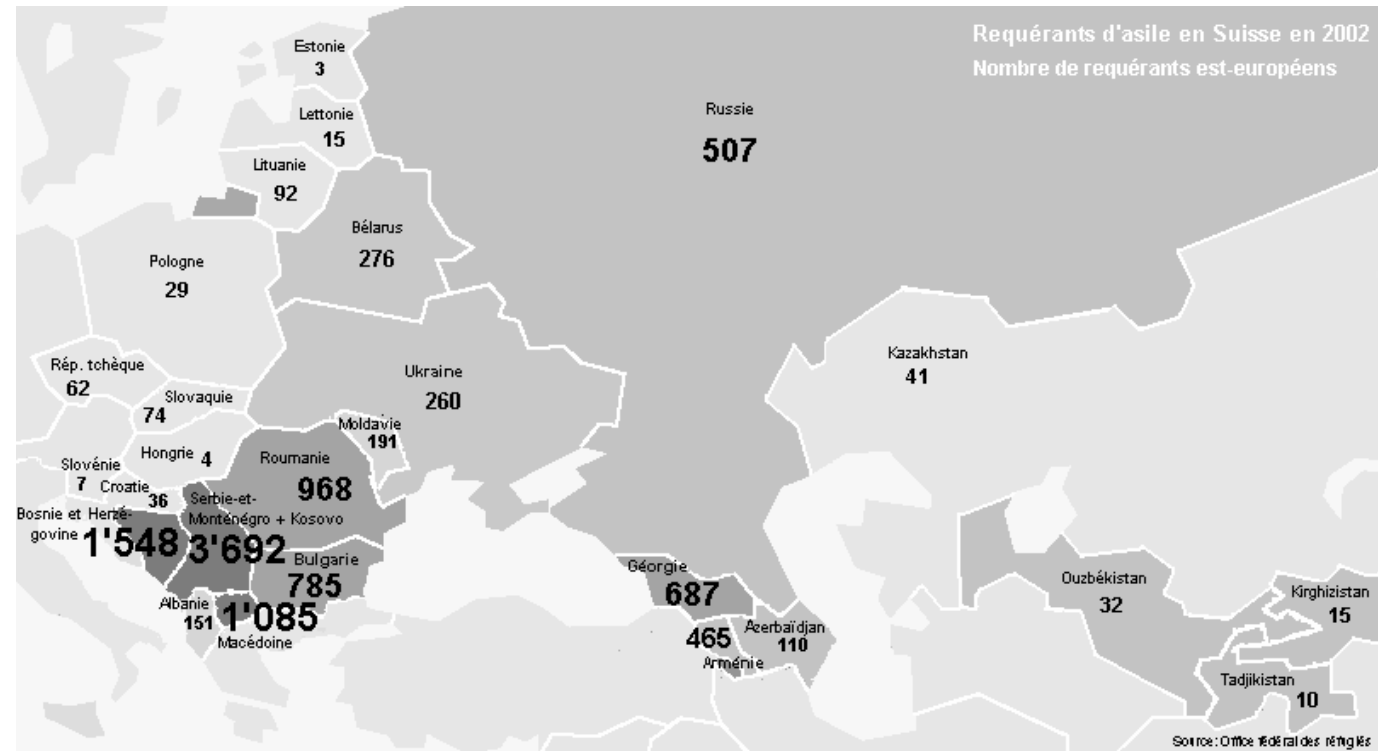 Requérants d'asile en Suisse en 2002
Nombre de requérants est-européens
Estonie
3
Lettonie
15
Lituanie
92
Russie
507
Bélarus
276
Pologne
29
Rép. tchèque
62
Slovaquie
74
Ukraine
260
Kazakhstan
41
Moldavie
191
Hongrie 4
Slovénie
7
Croatie
36
Roumanie
968
Serbie-et-
Monténégro + Kosovo
3'692
Bosnie et Herzé-
govine 1'548
Bulgarie
785
Albanie
151
1'085
Macédoine
Géorgie
687
465
Arménie
Azerbaïdjan
110
Ouzbékistan
32
Kirghizistan
15
Tadjikistan
10
Source: Office fédéral des réfugiés